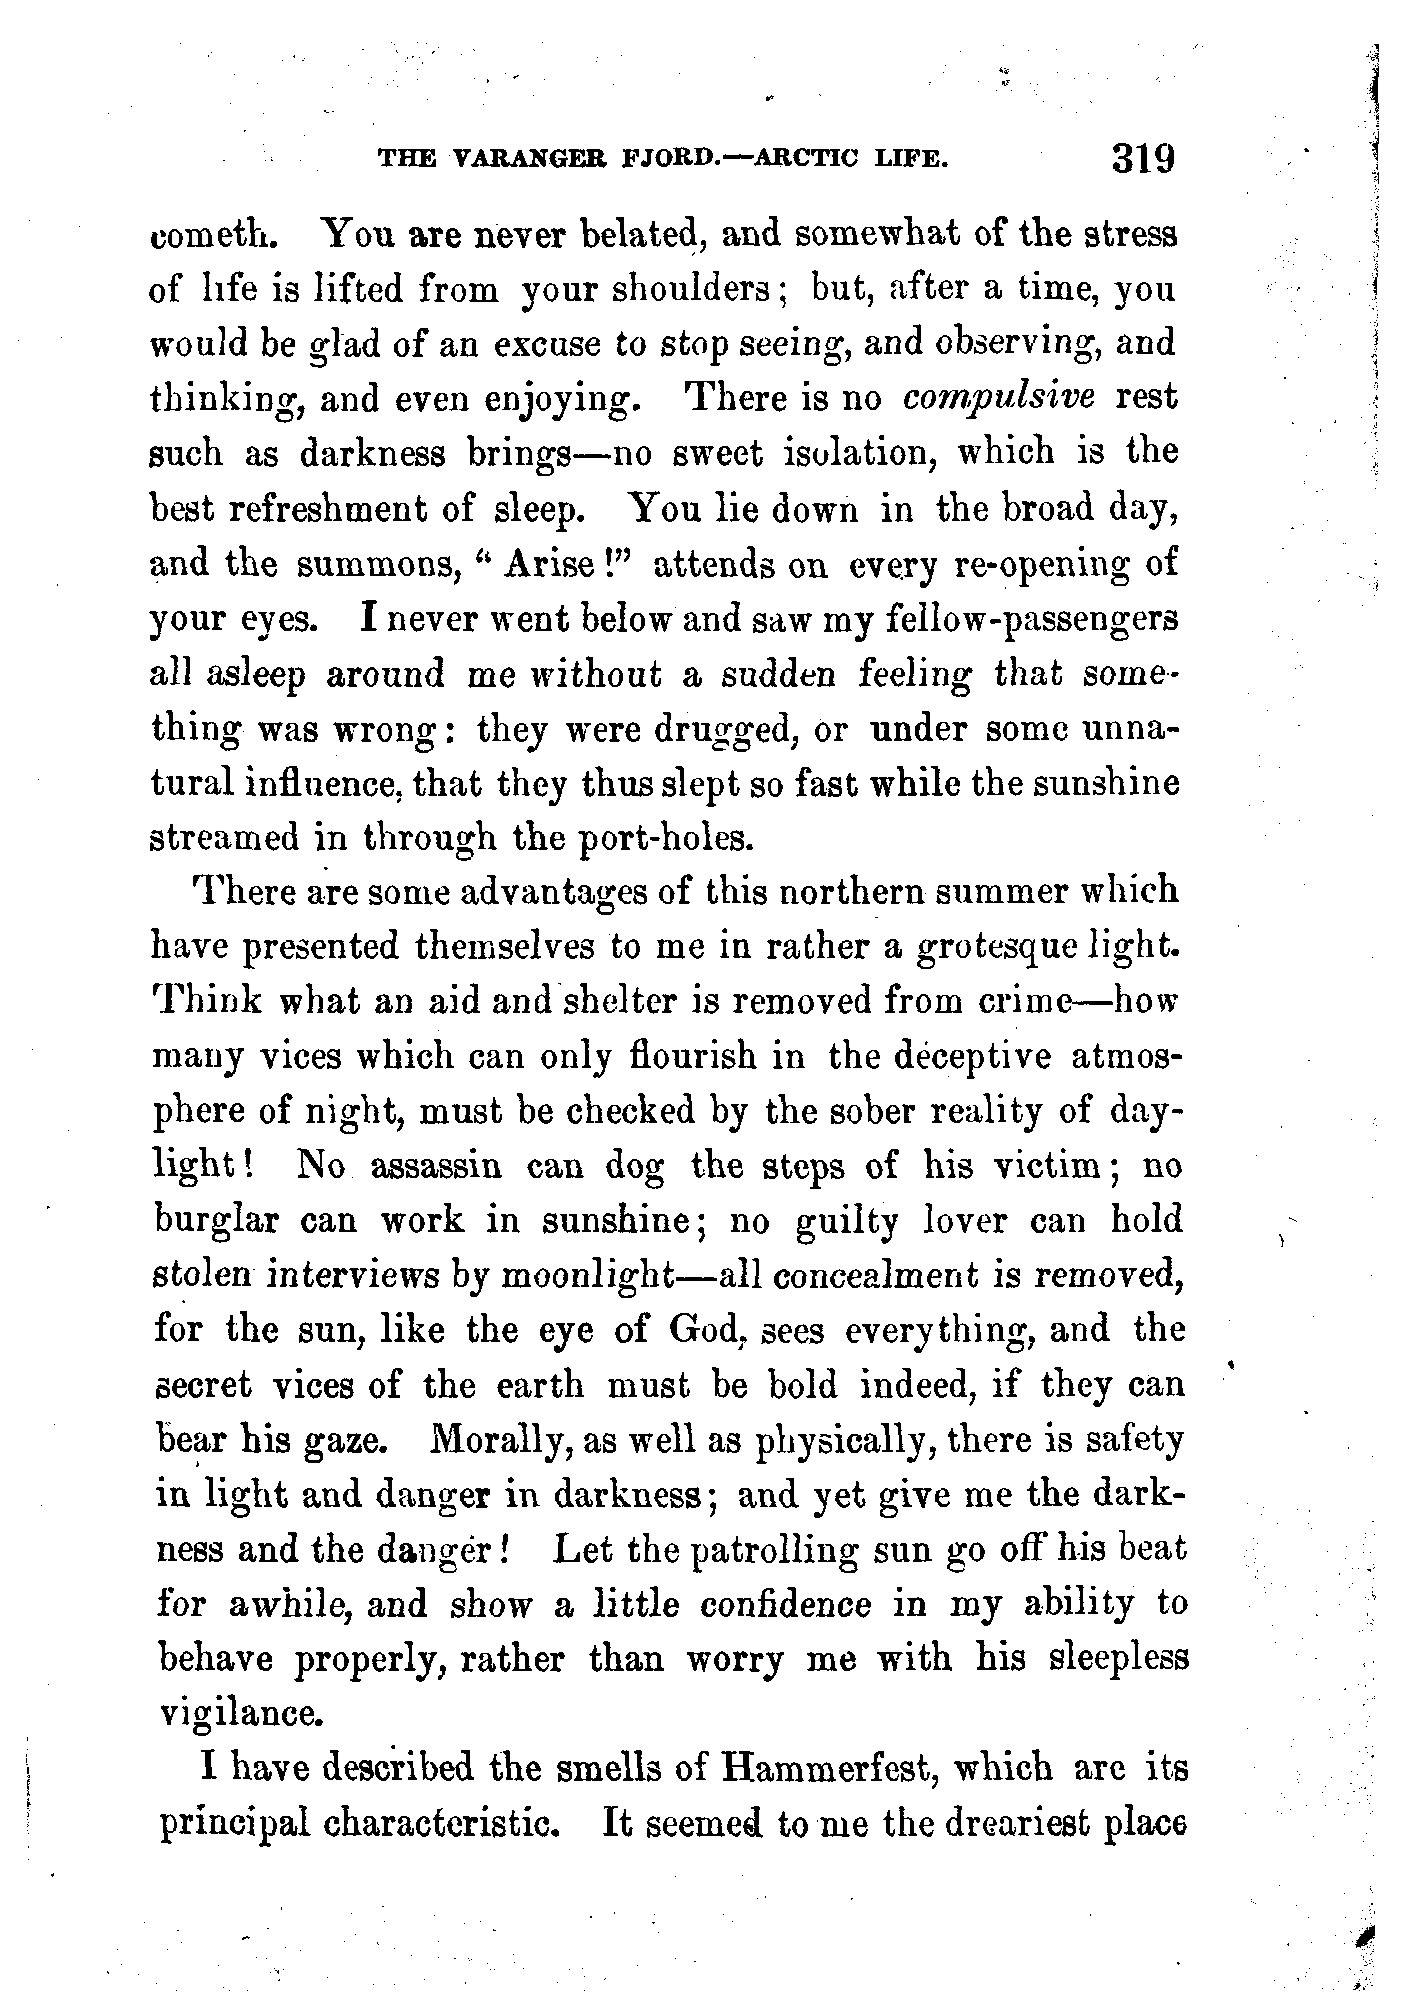 THE VARANGER FJORD.—ARCTIC LIFE. 319
cometh. You are never belated, and somewhat of the stress
of life is lifted from your shoulders; but, after a time, you
would be glad of an excuse to stop seeing, and observing, and
thinking, and even enjoying. There is no compulsive rest
such as darkness brings—no sweet isolation, which is the
best refreshment of sleep. You lie down in the broad day,
and the summons, "Arise!" attends on every re-opening of
your eyes. I never went below and saw my fellow-passengers
all asleep around me without a sudden feeling that some-
thing was wrong: they were drugged, or under some unna-
tural influence, that they thus slept so fast while the sunshine
streamed in through the port-holes.
There are some advantages of this northern summer which
have presented themselves to me in rather a grotesque light.
Think what an aid and shelter is removed from crime—how
many vices which can only flourish in the deceptive atmos-
phere of night, must be checked by the sober reality of day-
light! No assassin can dog the steps of his victim; no
burglar can work in sunshine; no guilty lover can hold
stolen interviews by moonlight—all concealment is removed,
for the sun, like the eye of God, sees everything, and the
secret vices of the earth must be bold indeed, if they can
bear his gaze. Morally, as well as physically, there is safety
in light and danger in darkness; and yet give me the dark-
ness and the danger! Let the patrolling sun go off his beat
for awhile, and show a little confidence in my ability to
behave properly, rather than worry me with his sleepless
vigilance.
I have described the smells of Hammerfest, which are its
principal characteristic. It seemed to me the dreariest place